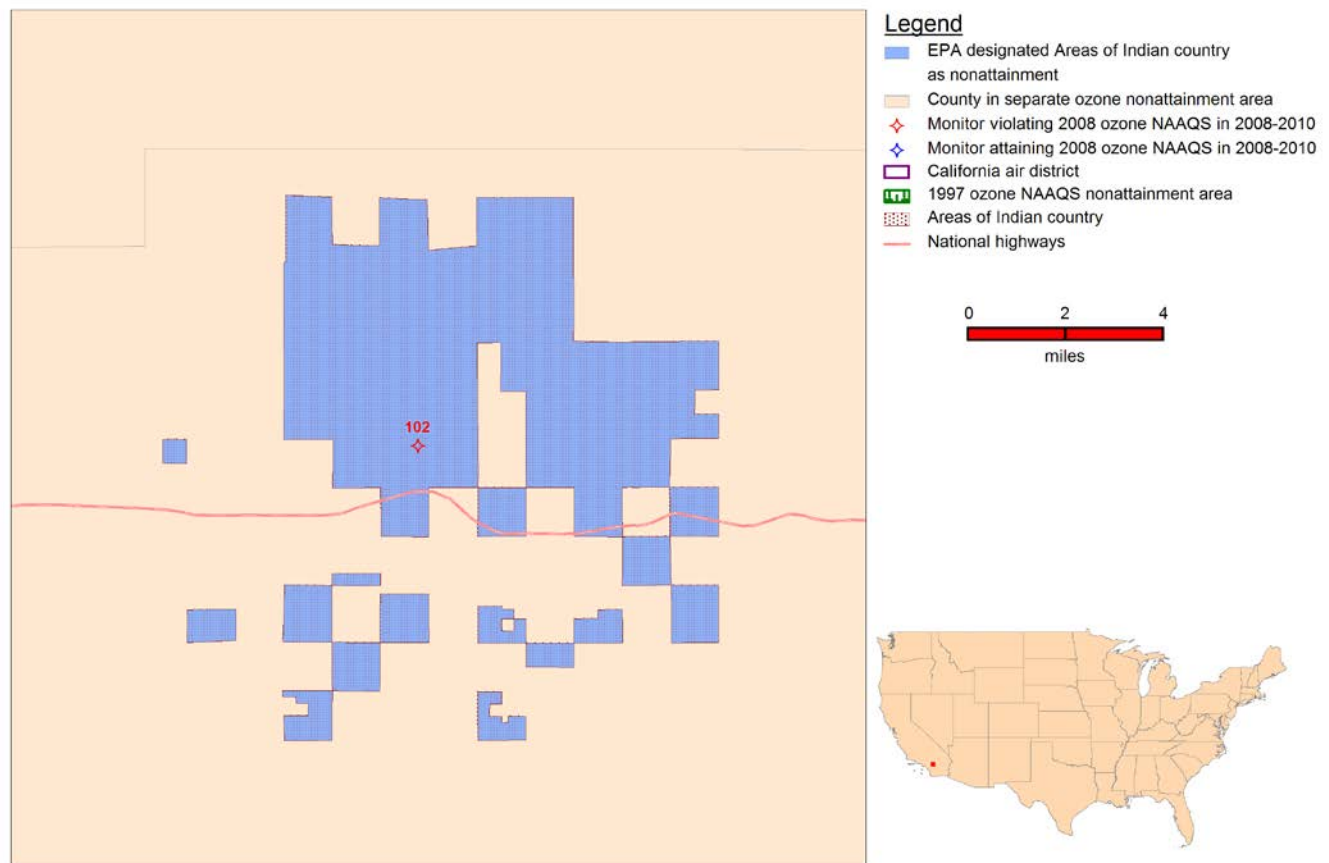 Legend
EPA designated Areas of Indian country
as nonattainment
County in separate ozone nonattainment area
Monitor violating 2008 ozone NAAQS in 2008-2010
Monitor attaining 2008 ozone NAAQS in 2008-2010
California air district
1997 ozone NAAQS nonattainment area
Areas of Indian country
National highways
0 2 4
miles
102